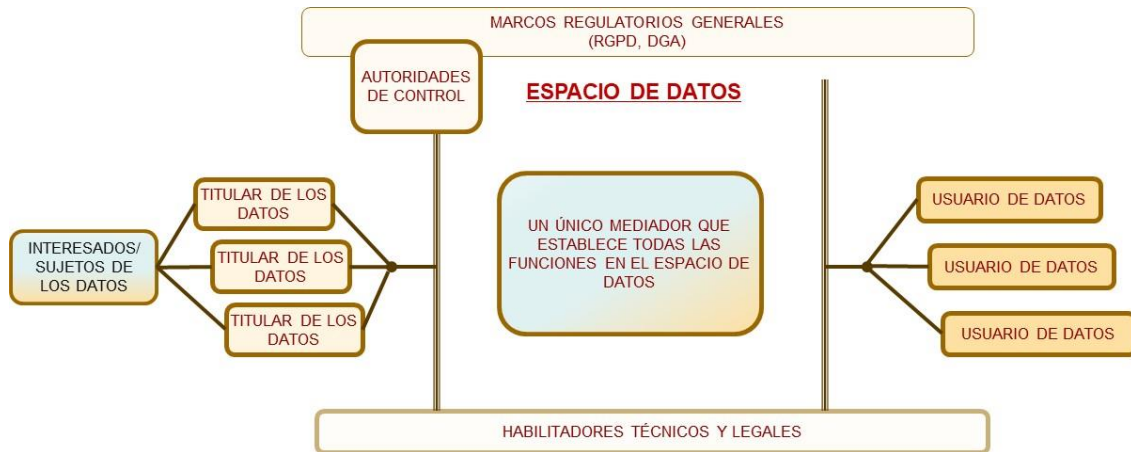 MARCOS REGULATORIOS GENERALES
(RGPD, DGA)
AUTORIDADES
DE CONTROL
ESPACIO DE DATOS
INTERESADOS/
SUJETOS DE
LOS DATOS
TITULAR DE LOS
DATOS
TITULAR DE LOS
DATOS
TITULAR DE LOS
DATOS
UN ÚNICO MEDIADOR QUE
ESTABLECE TODAS LAS
FUNCIONES EN EL ESPACIO DE
DATOS
USUARIO DE DATOS
USUARIO DE DATOS
USUARIO DE DATOS
HABILITADORES TÉCNICOS Y LEGALES